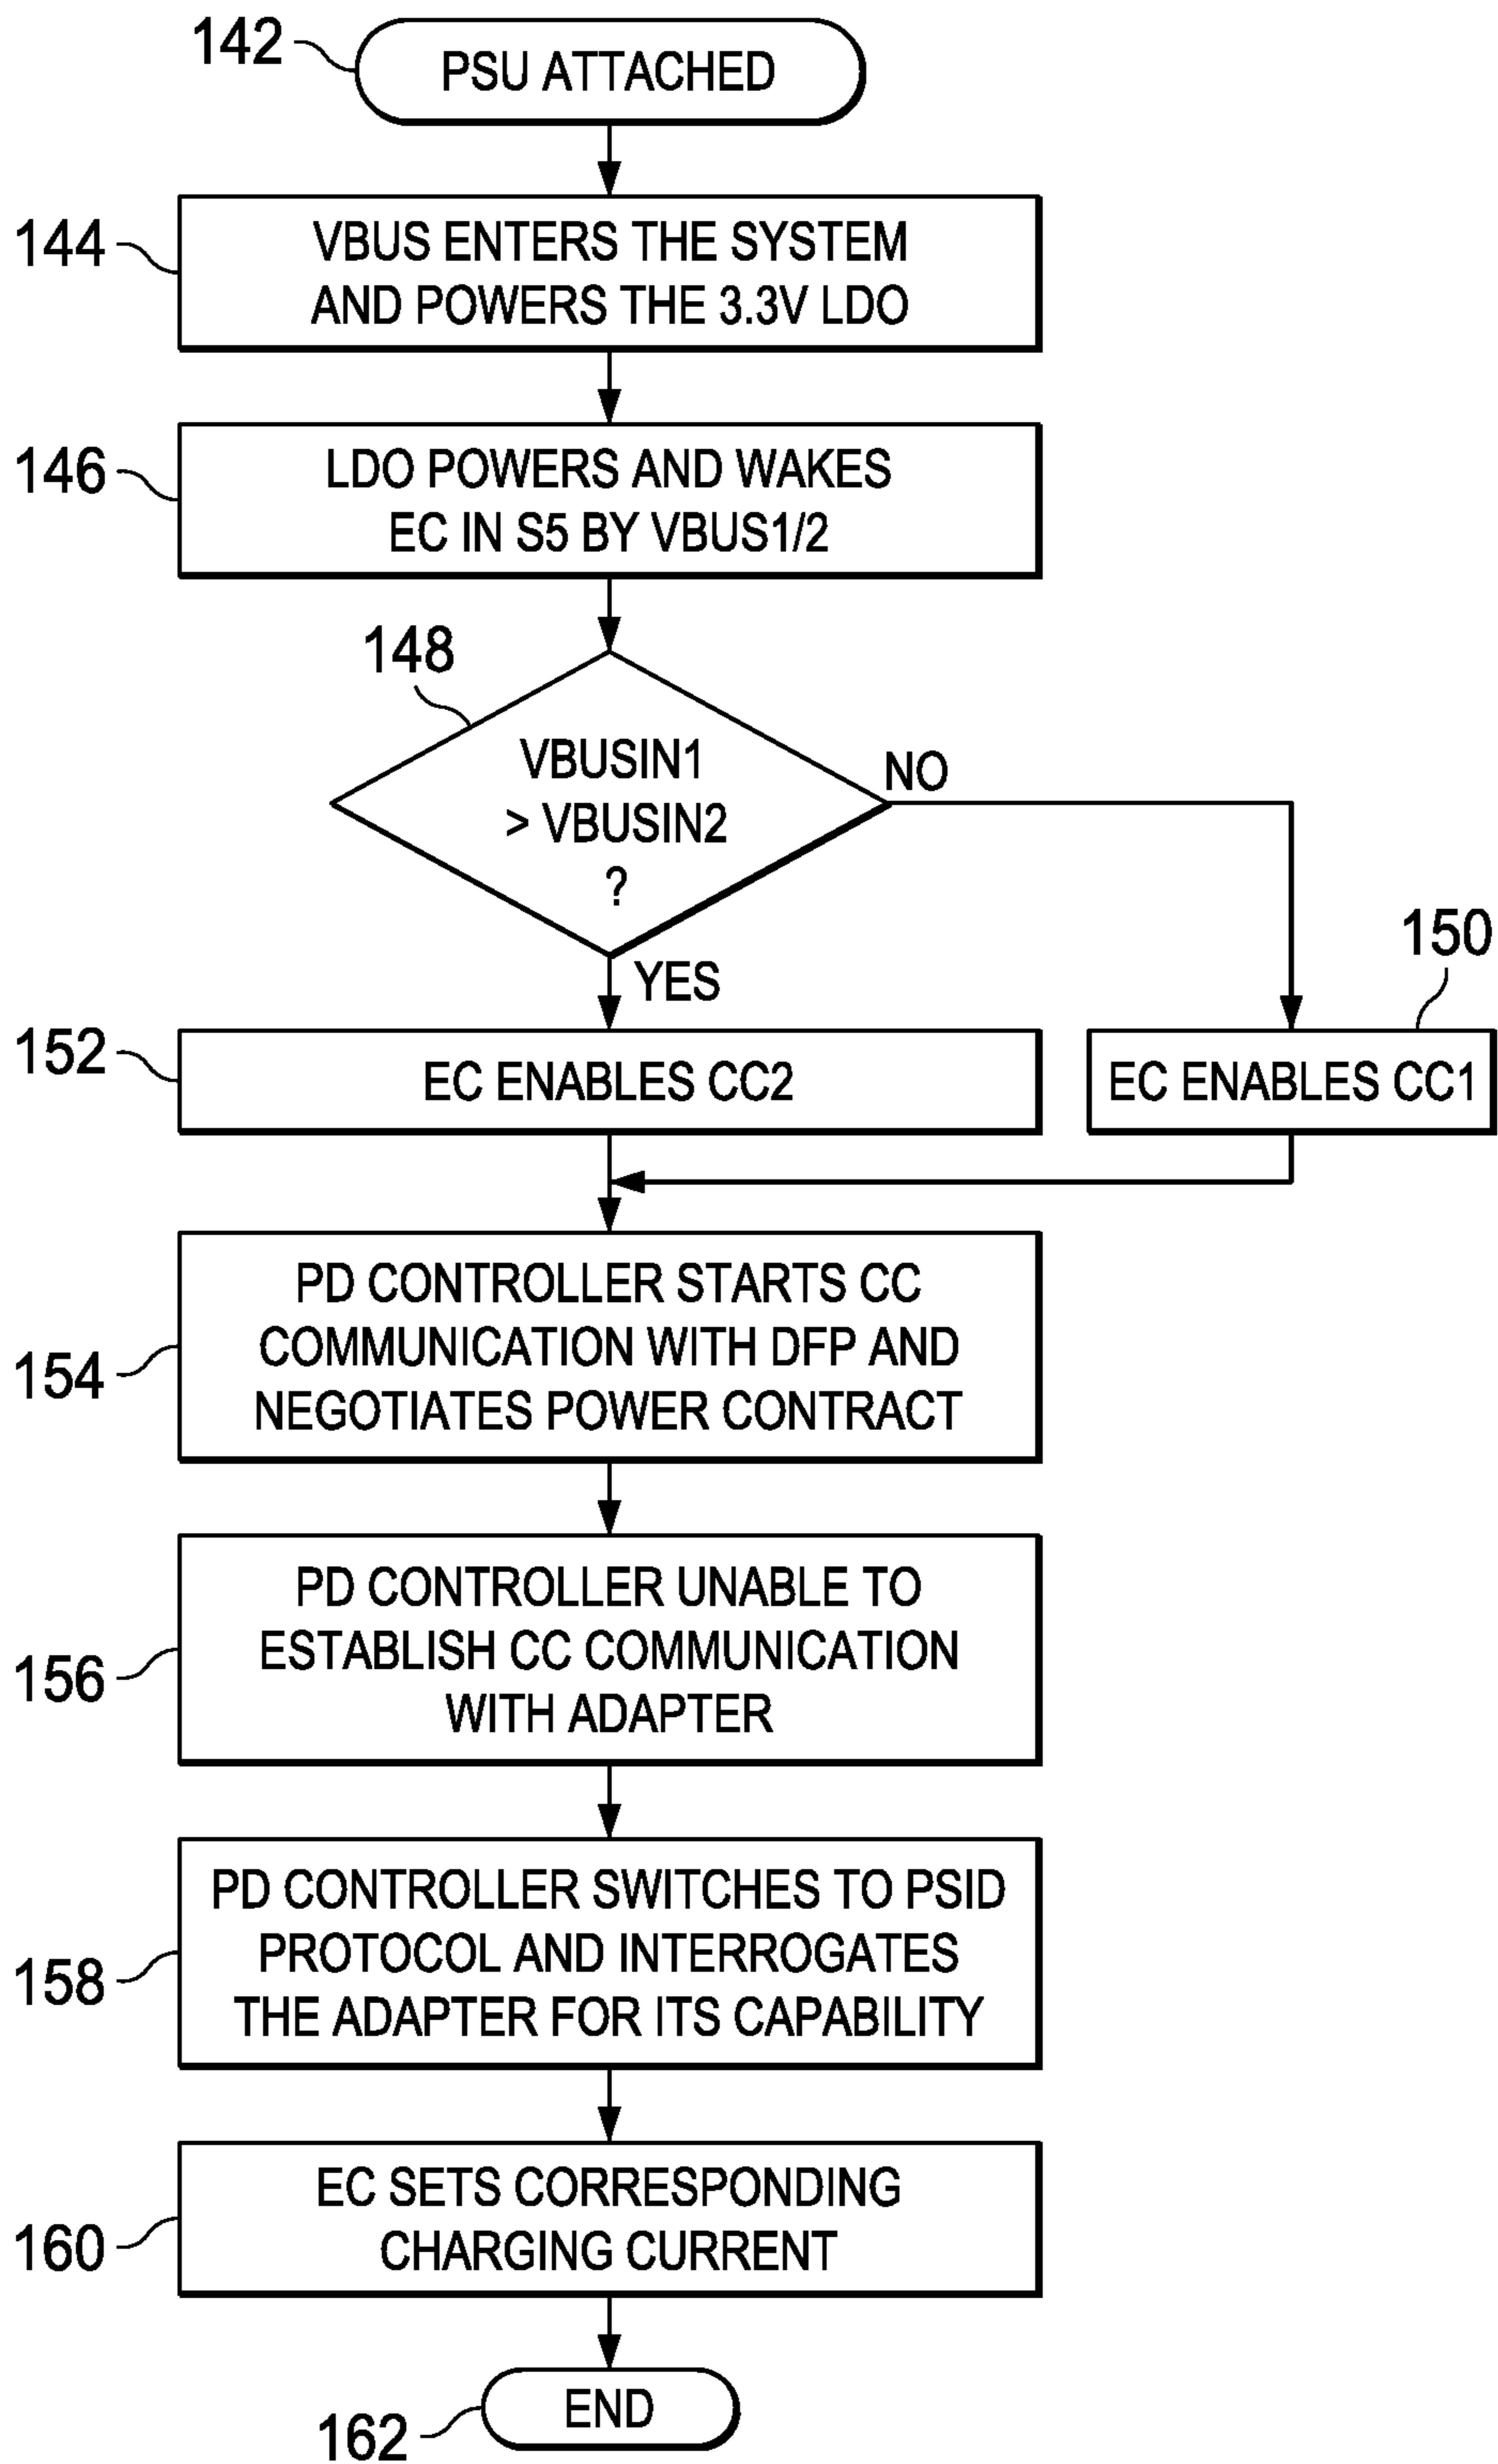 142
PSU ATTACHED
144
VBUS ENTERS THE SYSTEM
AND POWERS THE 3.3V LDO
146
LDO POWERS AND WAKES
EC IN S5 BY VBUS1/2
148
VBUSIN1
> VBUSIN2
?
NO
YES
150
152
EC ENABLES CC2
EC ENABLES CC1
154
PD CONTROLLER STARTS CC
COMMUNICATION WITH DFP AND
NEGOTIATES POWER CONTRACT
156
PD CONTROLLER UNABLE TO
ESTABLISH CC COMMUNICATION
WITH ADAPTER
158
PD CONTROLLER SWITCHES TO PSID
PROTOCOL AND INTERROGATES
THE ADAPTER FOR ITS CAPABILITY
160
EC SETS CORRESPONDING
CHARGING CURRENT
162
END